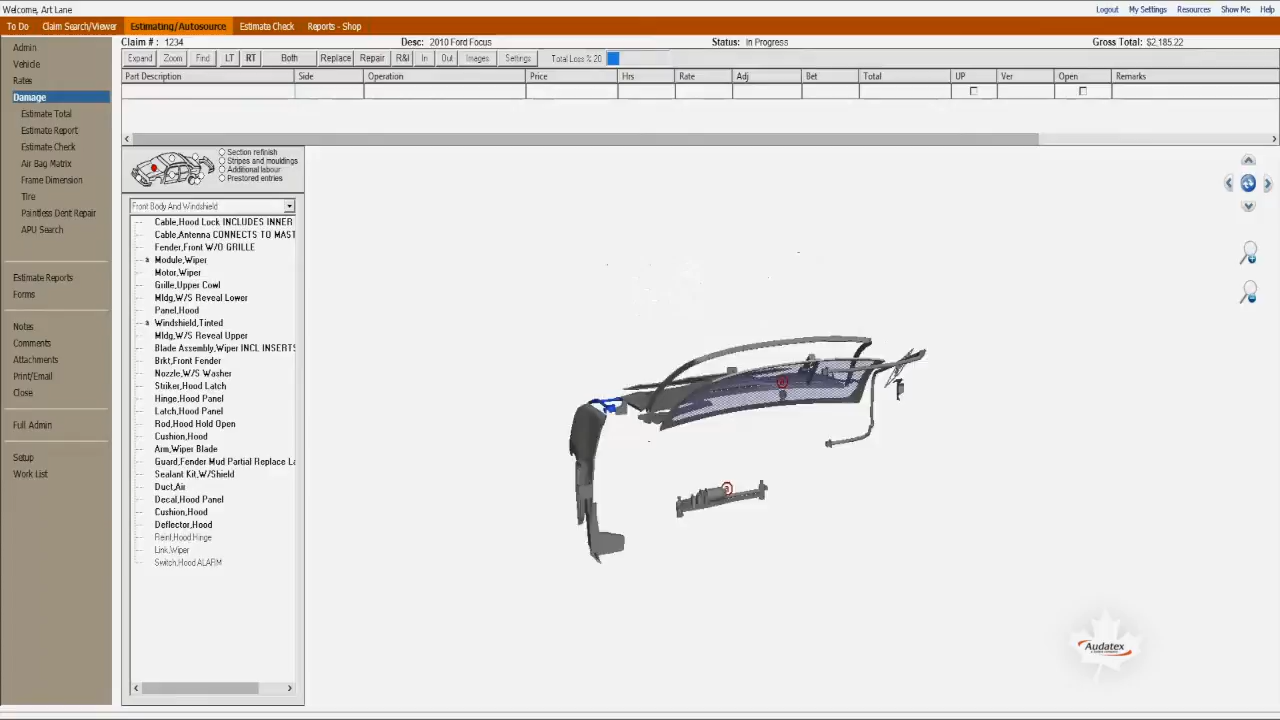 Welcome, Art Lane
Logout My Settings Resources Show Me Help
To Do Claim Search/Viewer Estimating/Autosource Estimate Check Reports - Shop
Claim # : 1234 Desc: 2010 Ford Focus Status: In Progress Gross Total: $2,185.22
Expand Zoom Find LT RT Both Replace Repair R&I In Out Images Settings Total Loss % 20
Part Description Side Operation Price Hrs Rate Adj Bet Total UP Ver Open Remarks
Admin
Vehicle
Rates
Damage
Estimate Total
Estimate Report
Estimate Check
Air Bag Matrix
Frame Dimension
Tire
Paintless Dent Repair
APU Search
Estimate Reports
Forms
Notes
Comments
Attachments
Print/Email
Close
Full Admin
Setup
Work List
Section refinish
Stripes and mouldings
Additional labour
Prestored entries
Front Body And Windshield
Cable,Hood Lock INCLUDES INNER
Cable,Antenna CONNECTS TO MAST
Fender,Front W/O GRILLE
a Module,Wiper
Motor,Wiper
Grille,Upper Cowl
Mldg,W/S Reveal Lower
Panel,Hood
a Windshield,Tinted
Mldg,W/S Reveal Upper
Blade Assembly,Wiper INCL INSERTS
Brkt,Front Fender
Nozzle,W/S Washer
Striker,Hood Latch
Hinge,Hood Panel
Latch,Hood Panel
Rod,Hood Hold Open
Cushion,Hood
Arm,Wiper Blade
Guard,Fender Mud Partial Replace La
Sealant Kit,W/Shield
Duct,Air
Decal,Hood Panel
Cushion,Hood
Deflector,Hood
Reinf,Hood Hinge
Link,Wiper
Switch,Hood ALARM
Audatex